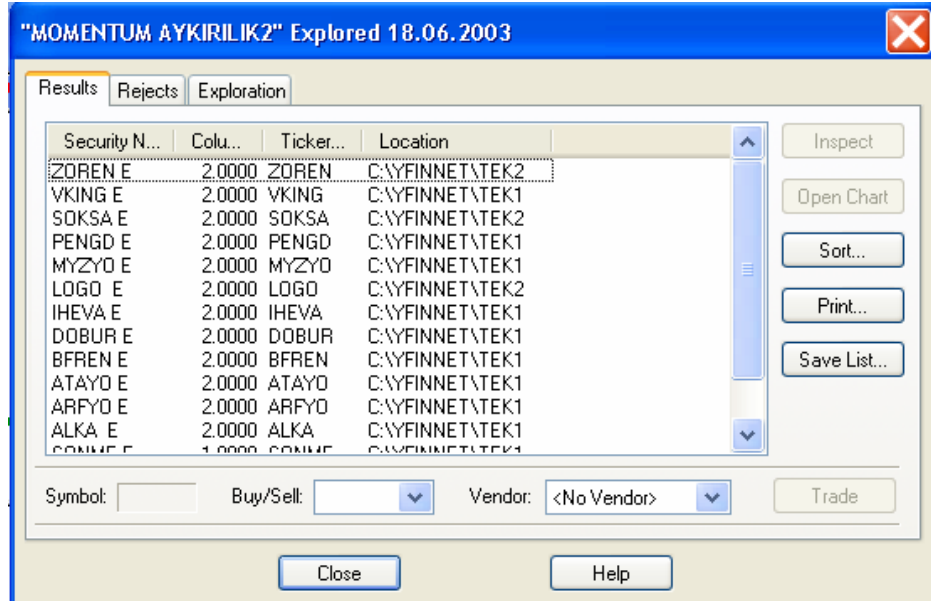 "MOMENTUM AYKIRILIK2" Explored 18.06.2003
Results Rejects Exploration
Security N... Colu... Ticker... Location
ZOREN E 2.0000 ZOREN C:\YFINNET\TEK2
VKING E 2.0000 VKING C:\YFINNET\TEK1
SOKSA E 2.0000 SOKSA C:\YFINNET\TEK2
PENGD E 2.0000 PENGD C:\YFINNET\TEK1
MYZYO E 2.0000 MYZYO C:\YFINNET\TEK1
LOGO E 2.0000 LOGO C:\YFINNET\TEK2
IHEVA E 2.0000 IHEVA C:\YFINNET\TEK1
DOBUR E 2.0000 DOBUR C:\YFINNET\TEK1
BFREN E 2.0000 BFREN C:\YFINNET\TEK1
ATAYO E 2.0000 ATAYO C:\YFINNET\TEK1
ARFYO E 2.0000 ARFYO C:\YFINNET\TEK1
ALKA E 2.0000 ALKA C:\YFINNET\TEK1
Inspect
Open Chart
Sort...
Print...
Save List...
Symbol: Buy/Sell: Vendor: <No Vendor> Trade
Close Help